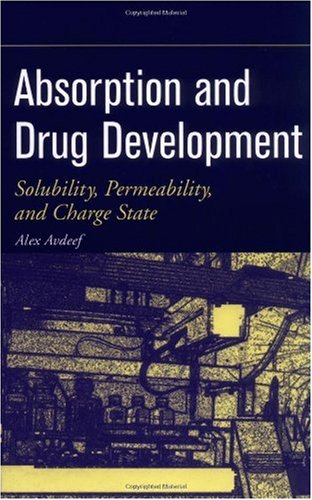 Absorption and
Drug Development
Solubility, Permeability,
and Charge State
Alex Avdeef